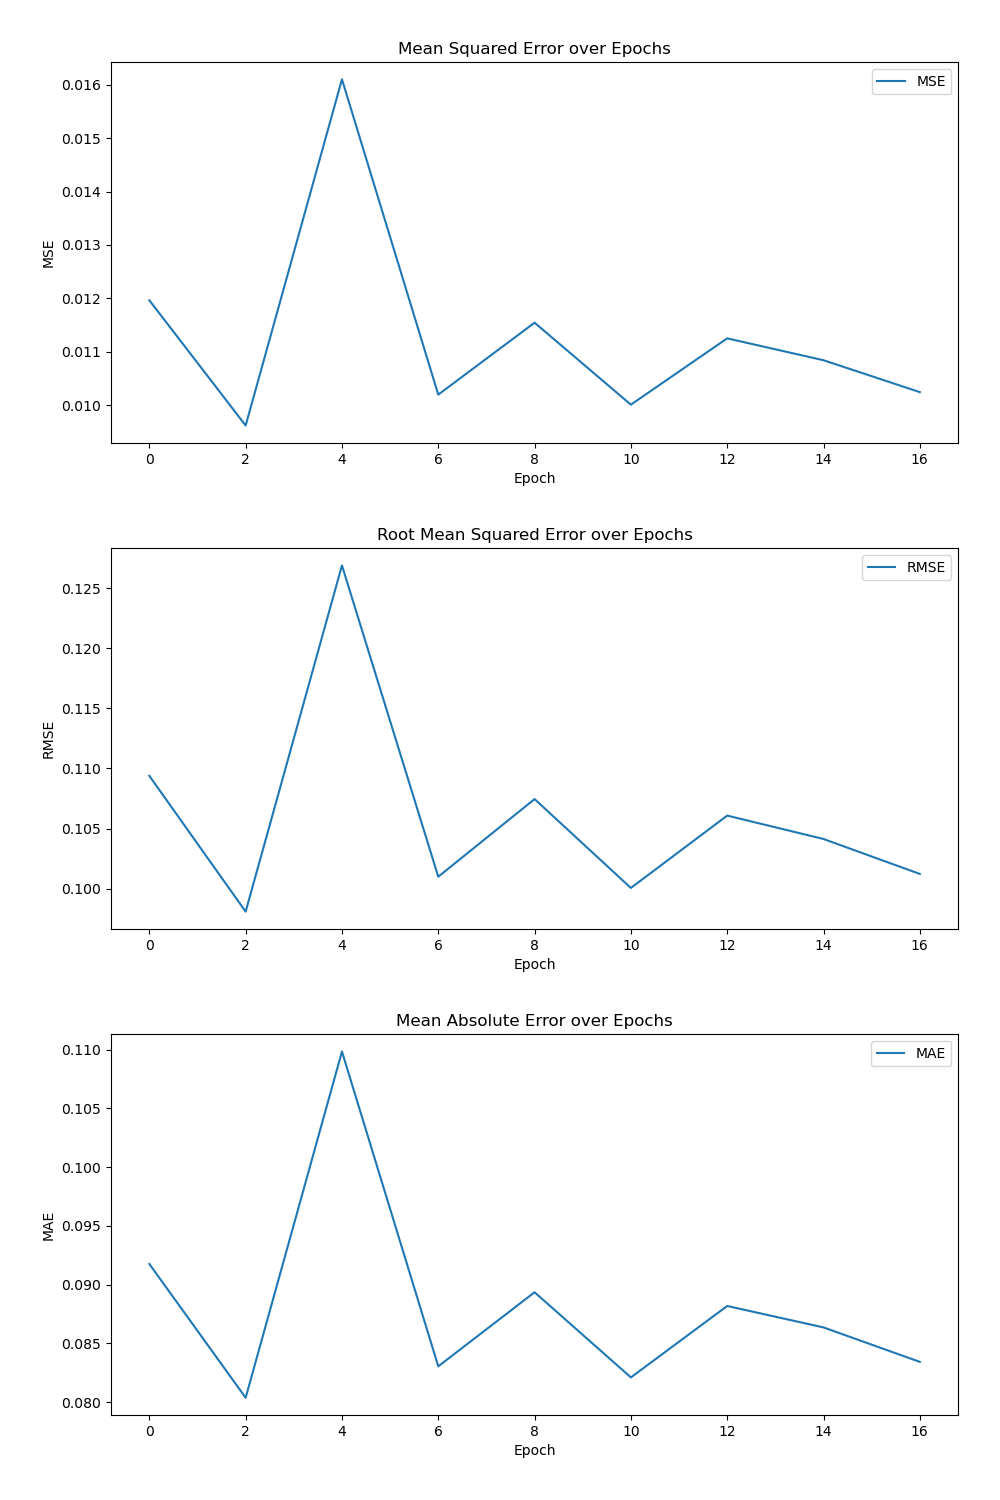 Mean Squared Error over Epochs
MSE
0.016
0.015
0.014
0.013
0.012
0.011
0.010
MSE
0 2 4 6 8 10 12 14 16
Epoch
Root Mean Squared Error over Epochs
RMSE
0.125
0.120
0.115
0.110
0.105
0.100
RMSE
0 2 4 6 8 10 12 14 16
Epoch
Mean Absolute Error over Epochs
MAE
0.110
0.105
0.100
0.095
0.090
0.085
0.080
MAE
0 2 4 6 8 10 12 14 16
Epoch